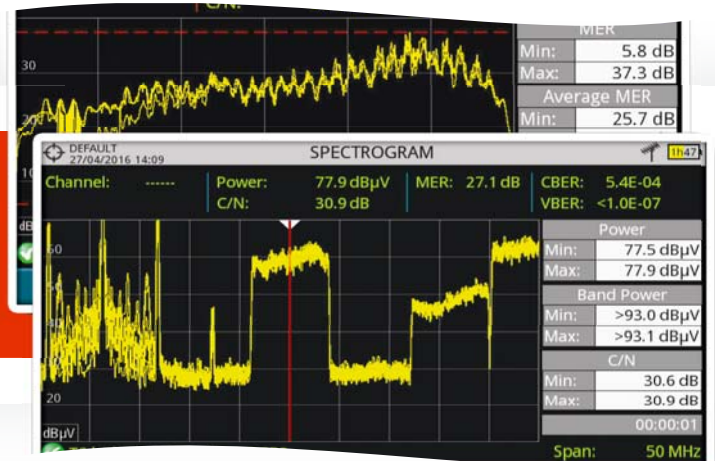 C/N:
MER
Min: 5.8 dB
Max: 37.3 dB
Average MER
Min: 25.7 dB
30
20
10
DEFAULT
27/04/2016 14:09
SPECTROGRAM
1h47
Channel: ------
Power: 77.9 dBµV
MER: 27.1 dB
CBER: 5.4E-04
C/N: 30.9 dB
VBER: <1.0E-07
Power
Min: 77.5 dBµV
Max: 77.9 dBµV
Band Power
Min: >93.0 dBµV
Max: >93.1 dBµV
C/N
Min: 30.6 dB
Max: 30.9 dB
00:00:01
60
20
dBµV
Span: 50 MHz